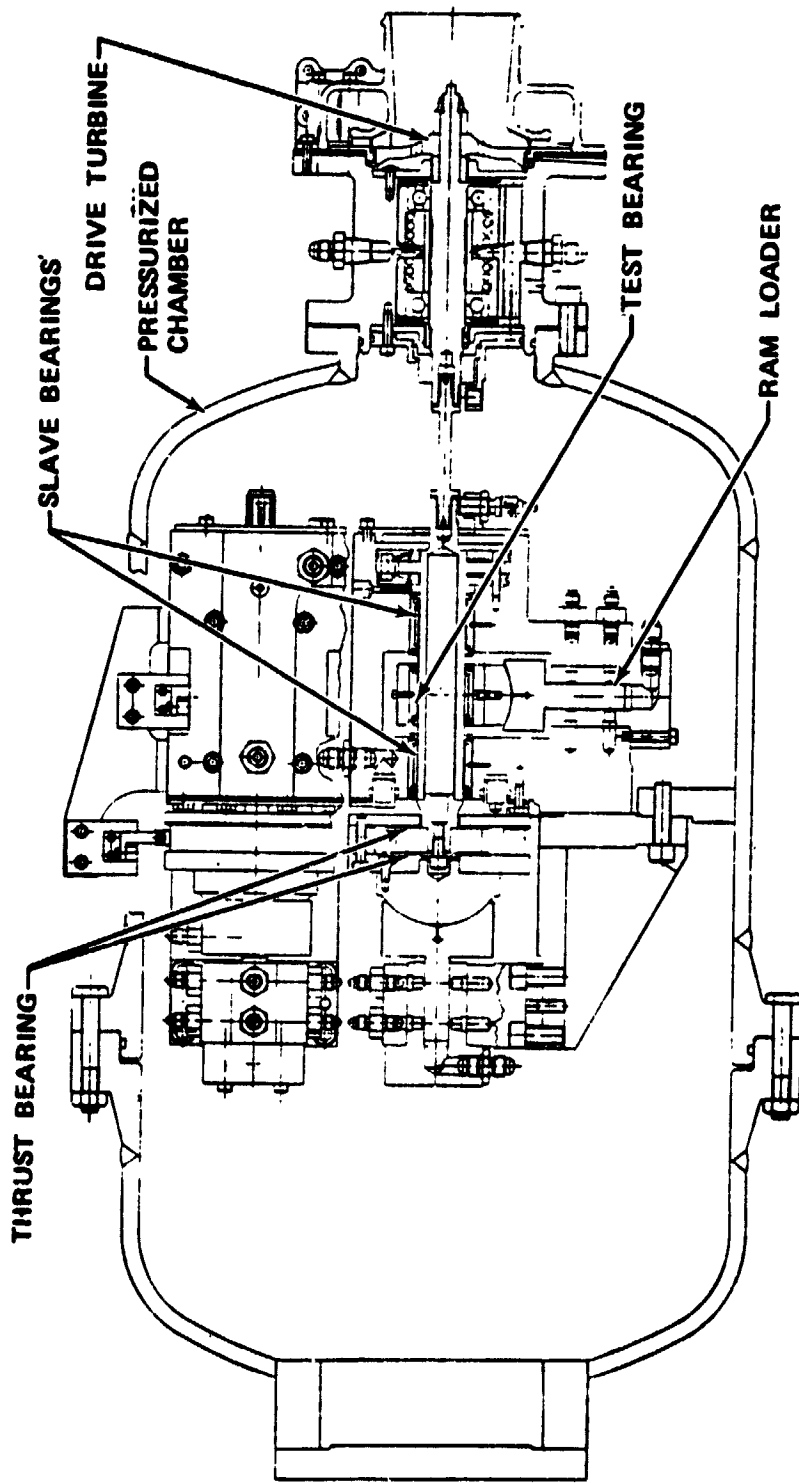 THRUST BEARING
SLAVE BEARINGS
PRESSURIZED
CHAMBER
DRIVE TURBINE
TEST BEARING
RAM LOADER